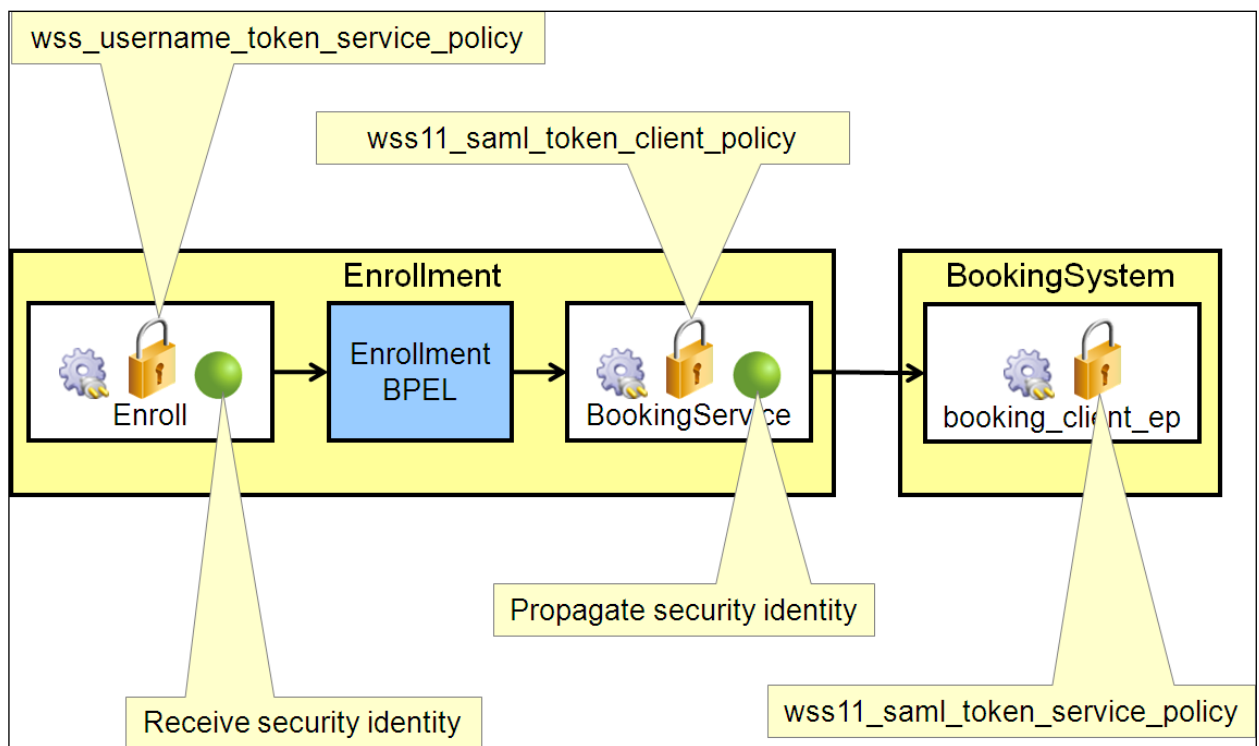 wss_username_token_service_policy
wss11_saml_token_client_policy
Enrollment
BookingSystem
Enroll
Enrollment
BPEL
BookingService
booking_client_ep
Propagate security identity
Receive security identity
wss11_saml_token_service_policy